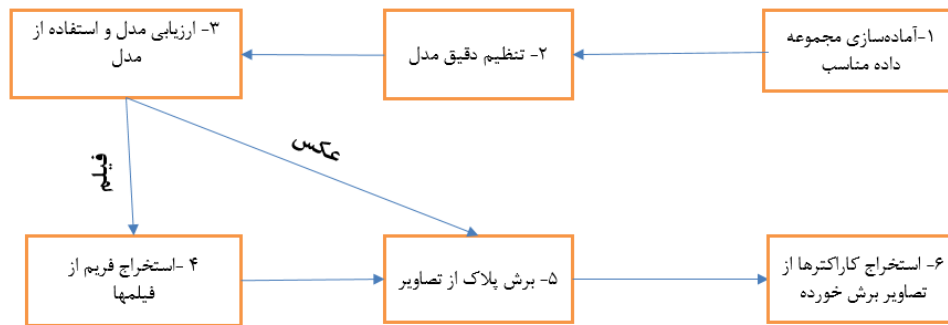 ۱-آماده‌سازی مجموعه
داده مناسب
۲- تنظیم دقیق مدل
۳- ارزیابی مدل و استفاده از
مدل
فیلم
عکس
۴ -استخراج فریم از
فیلمها
۵- برش پلاک از تصاویر
۶- استخراج کاراکترها از
تصاویر برش خورده